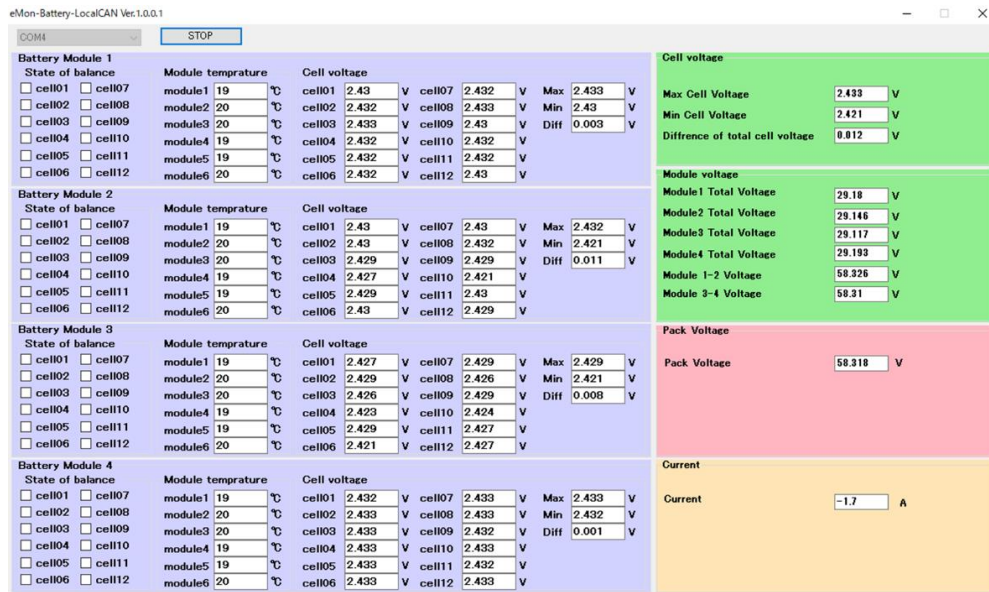 eMon-Battery-LocalCAN Ver.1.0.0.1
COM4 STOP
Battery Module 1
State of balance Module temprature Cell voltage
cell01 cell07 module1 19 ℃ cell01 2.43 V cell07 2.432 V Max 2.433 V
cell02 cell08 module2 20 ℃ cell02 2.432 V cell08 2.433 V Min 2.43 V
cell03 cell09 module3 20 ℃ cell03 2.433 V cell09 2.43 V Diff 0.003 V
cell04 cell10 module4 19 ℃ cell04 2.432 V cell10 2.432 V
cell05 cell11 module5 19 ℃ cell05 2.432 V cell11 2.432 V
cell06 cell12 module6 20 ℃ cell06 2.432 V cell12 2.43 V
Battery Module 2
State of balance Module temprature Cell voltage
cell01 cell07 module1 19 ℃ cell01 2.43 V cell07 2.43 V Max 2.432 V
cell02 cell08 module2 20 ℃ cell02 2.43 V cell08 2.432 V Min 2.421 V
cell03 cell09 module3 20 ℃ cell03 2.429 V cell09 2.429 V Diff 0.011 V
cell04 cell10 module4 19 ℃ cell04 2.427 V cell10 2.421 V
cell05 cell11 module5 19 ℃ cell05 2.429 V cell11 2.43 V
cell06 cell12 module6 20 ℃ cell06 2.43 V cell12 2.429 V
Battery Module 3
State of balance Module temprature Cell voltage
cell01 cell07 module1 19 ℃ cell01 2.427 V cell07 2.429 V Max 2.429 V
cell02 cell08 module2 20 ℃ cell02 2.429 V cell08 2.426 V Min 2.421 V
cell03 cell09 module3 20 ℃ cell03 2.426 V cell09 2.429 V Diff 0.008 V
cell04 cell10 module4 19 ℃ cell04 2.423 V cell10 2.424 V
cell05 cell11 module5 19 ℃ cell05 2.429 V cell11 2.427 V
cell06 cell12 module6 20 ℃ cell06 2.421 V cell12 2.427 V
Battery Module 4
State of balance Module temprature Cell voltage
cell01 cell07 module1 19 ℃ cell01 2.432 V cell07 2.433 V Max 2.433 V
cell02 cell08 module2 20 ℃ cell02 2.433 V cell08 2.433 V Min 2.432 V
cell03 cell09 module3 20 ℃ cell03 2.433 V cell09 2.432 V Diff 0.001 V
cell04 cell10 module4 19 ℃ cell04 2.433 V cell10 2.433 V
cell05 cell11 module5 19 ℃ cell05 2.433 V cell11 2.432 V
cell06 cell12 module6 20 ℃ cell06 2.433 V cell12 2.433 V
Cell voltage
Max Cell Voltage 2.433 V
Min Cell Voltage 2.421 V
Diffrence of total cell voltage 0.012 V
Module voltage
Module1 Total Voltage 29.18 V
Module2 Total Voltage 29.146 V
Module3 Total Voltage 29.117 V
Module4 Total Voltage 29.193 V
Module 1-2 Voltage 58.326 V
Module 3-4 Voltage 58.31 V
Pack Voltage
Pack Voltage 58.318 V
Current
Current -1.7 A